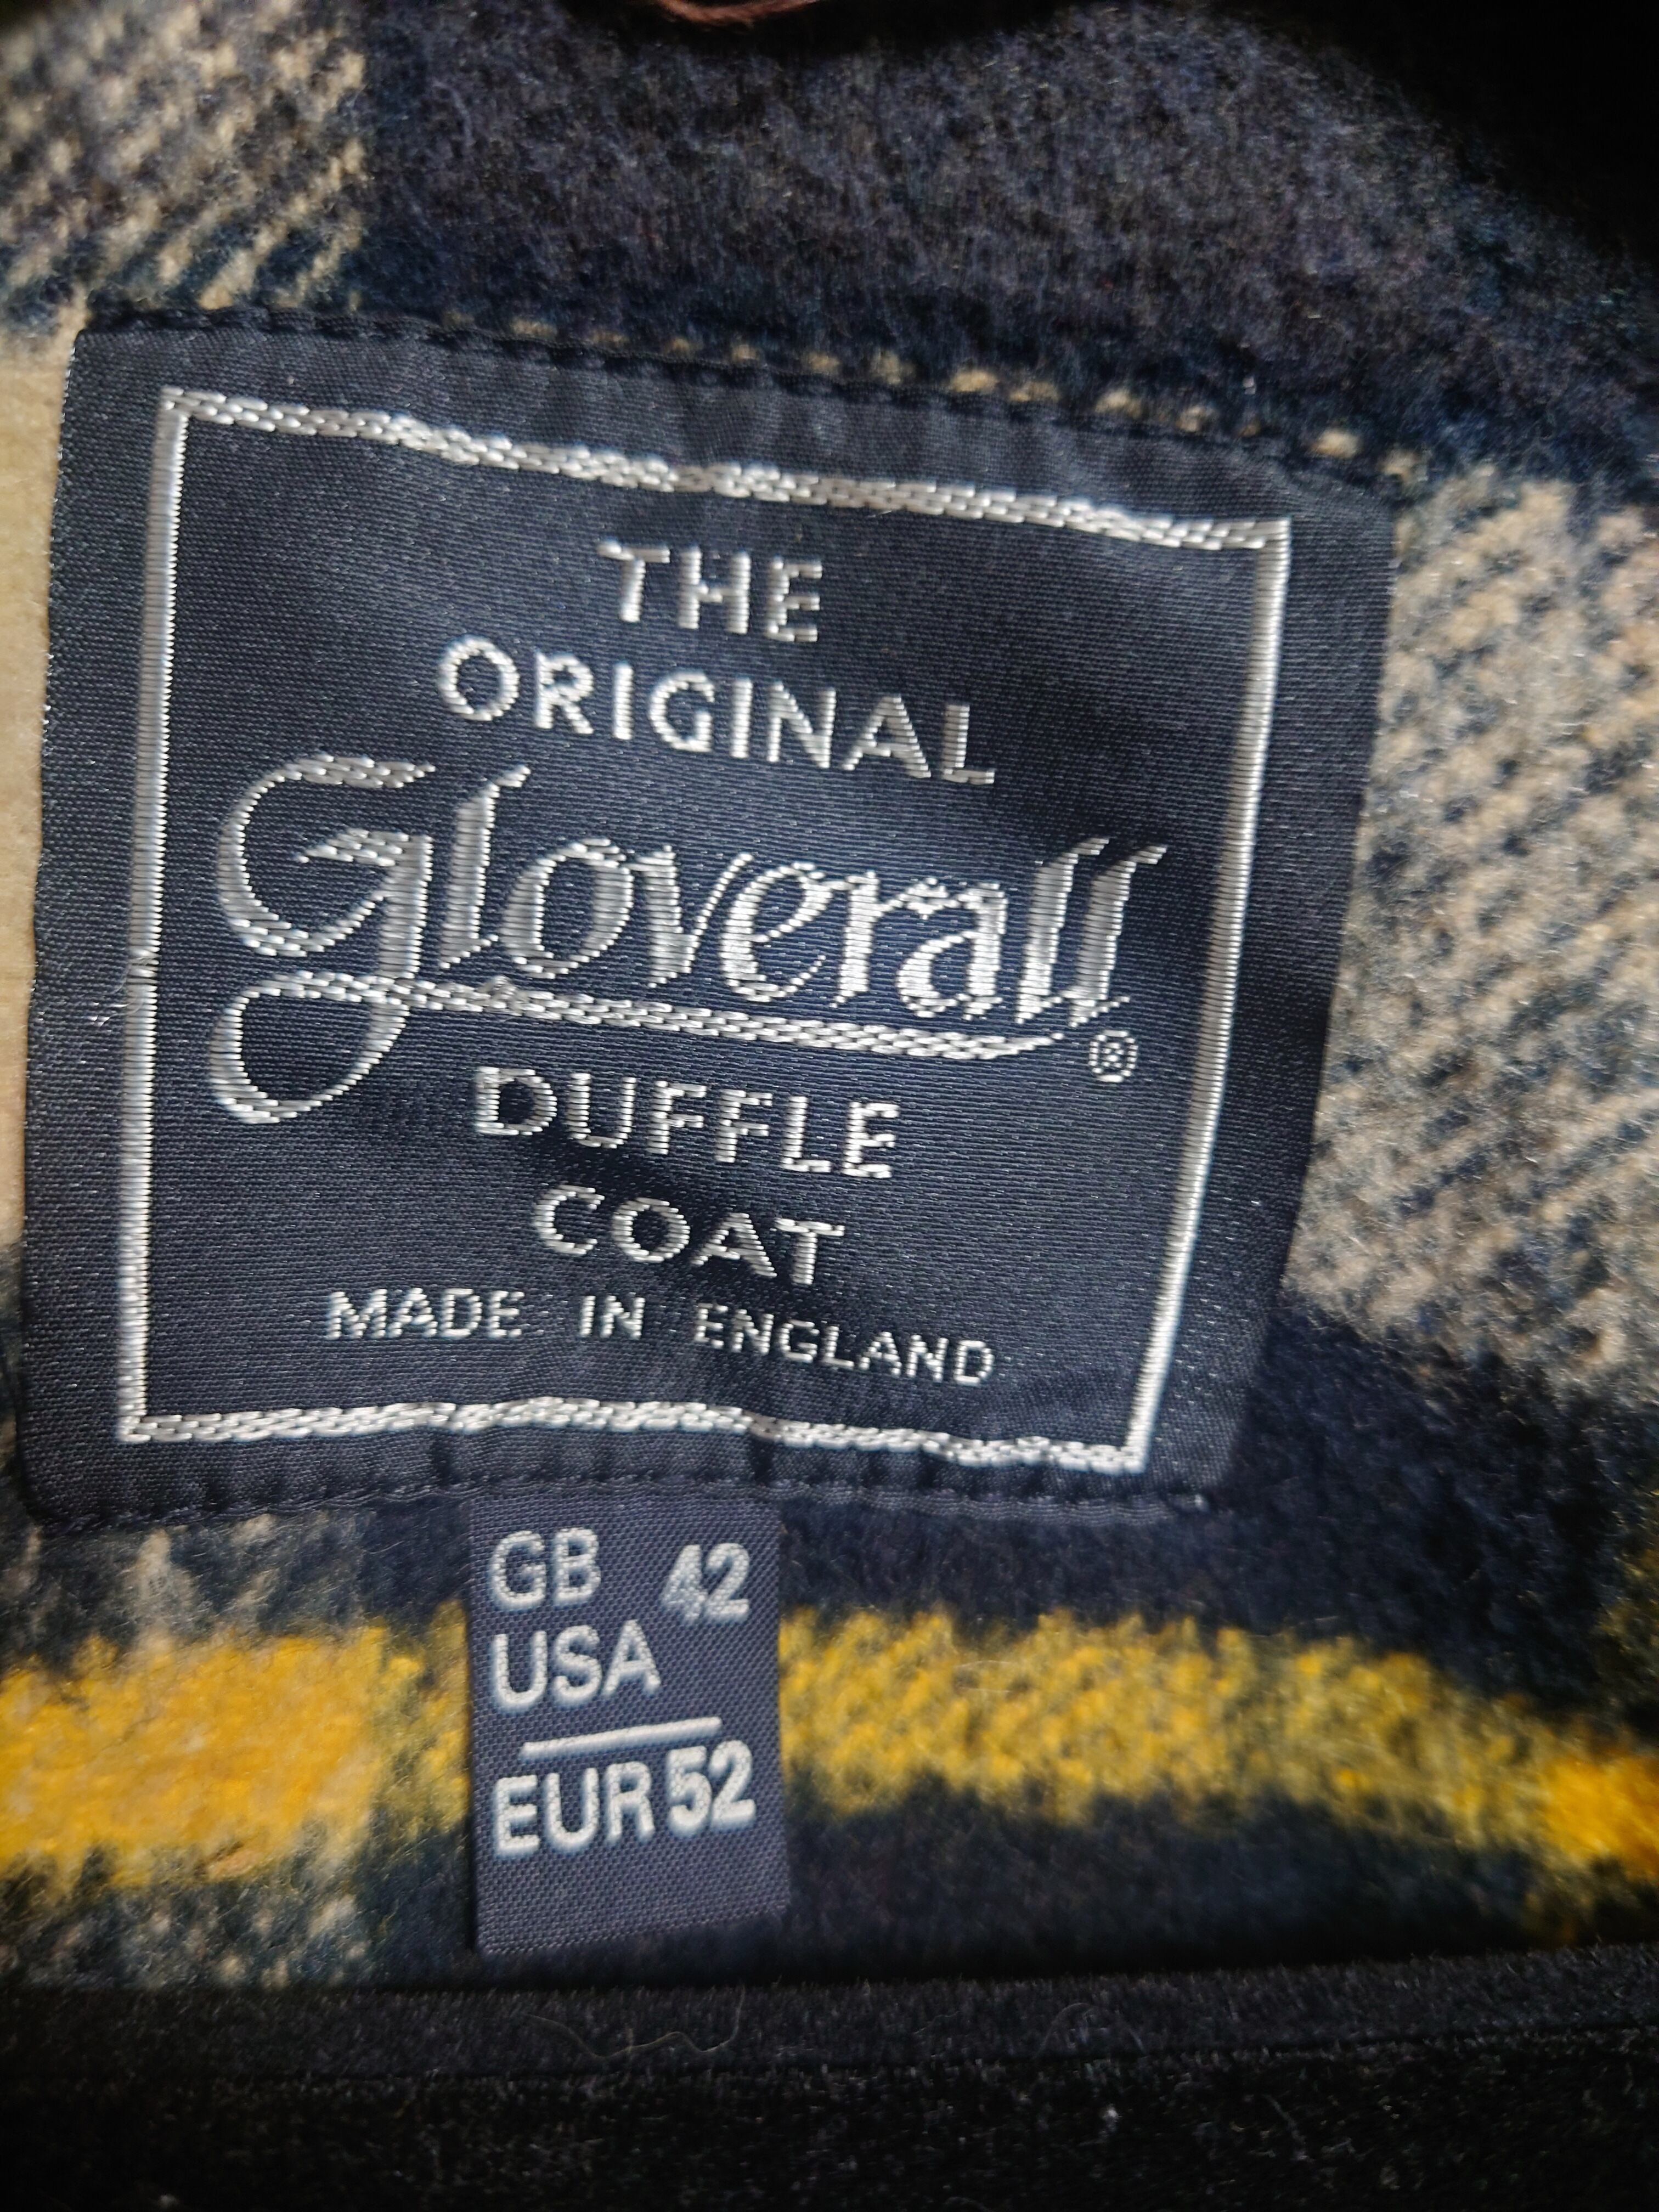 THE
ORIGINAL
Gloverall®
DUFFLE
COAT
MADE IN ENGLAND
GB 42
USA
EUR 52